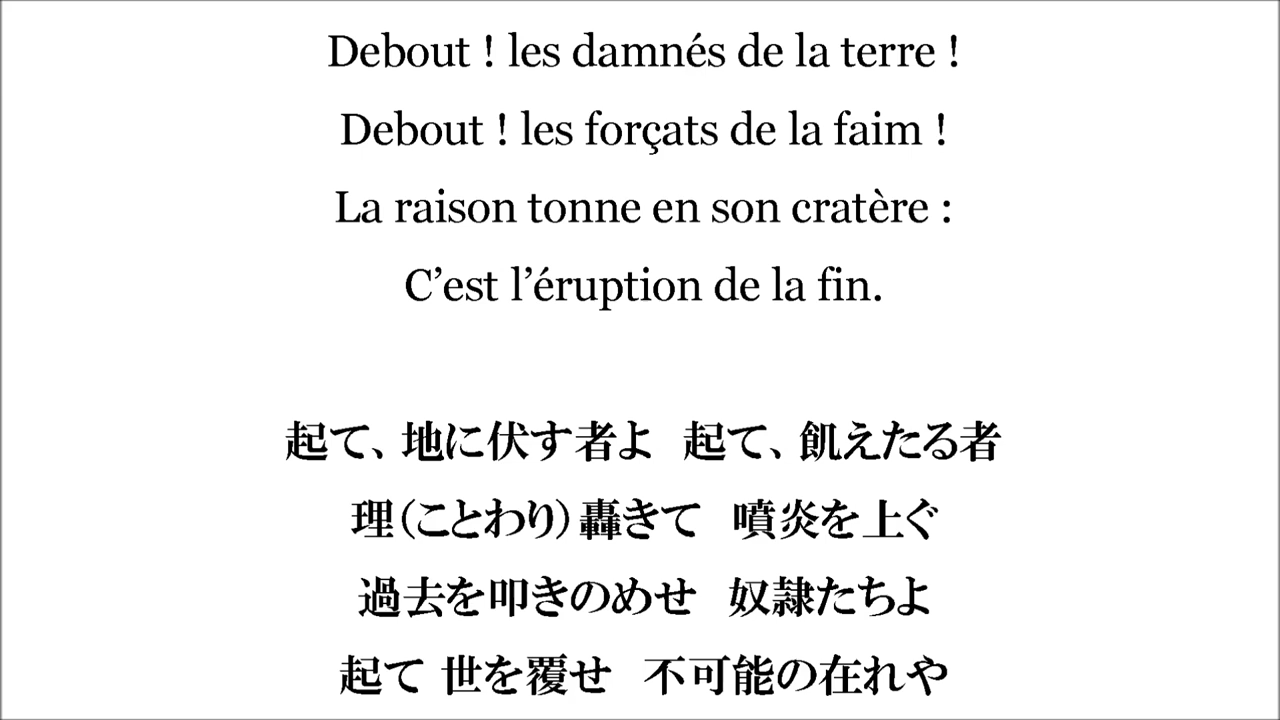 Debout ! les damnés de la terre !
Debout ! les forçats de la faim !
La raison tonne en son cratère :
C’est l’éruption de la fin.
起て、地に伏す者よ　起て、飢えたる者
理（ことわり）轟きて　噴炎を上ぐ
過去を叩きのめせ　奴隷たちよ
起て 世を覆せ　不可能の在れや